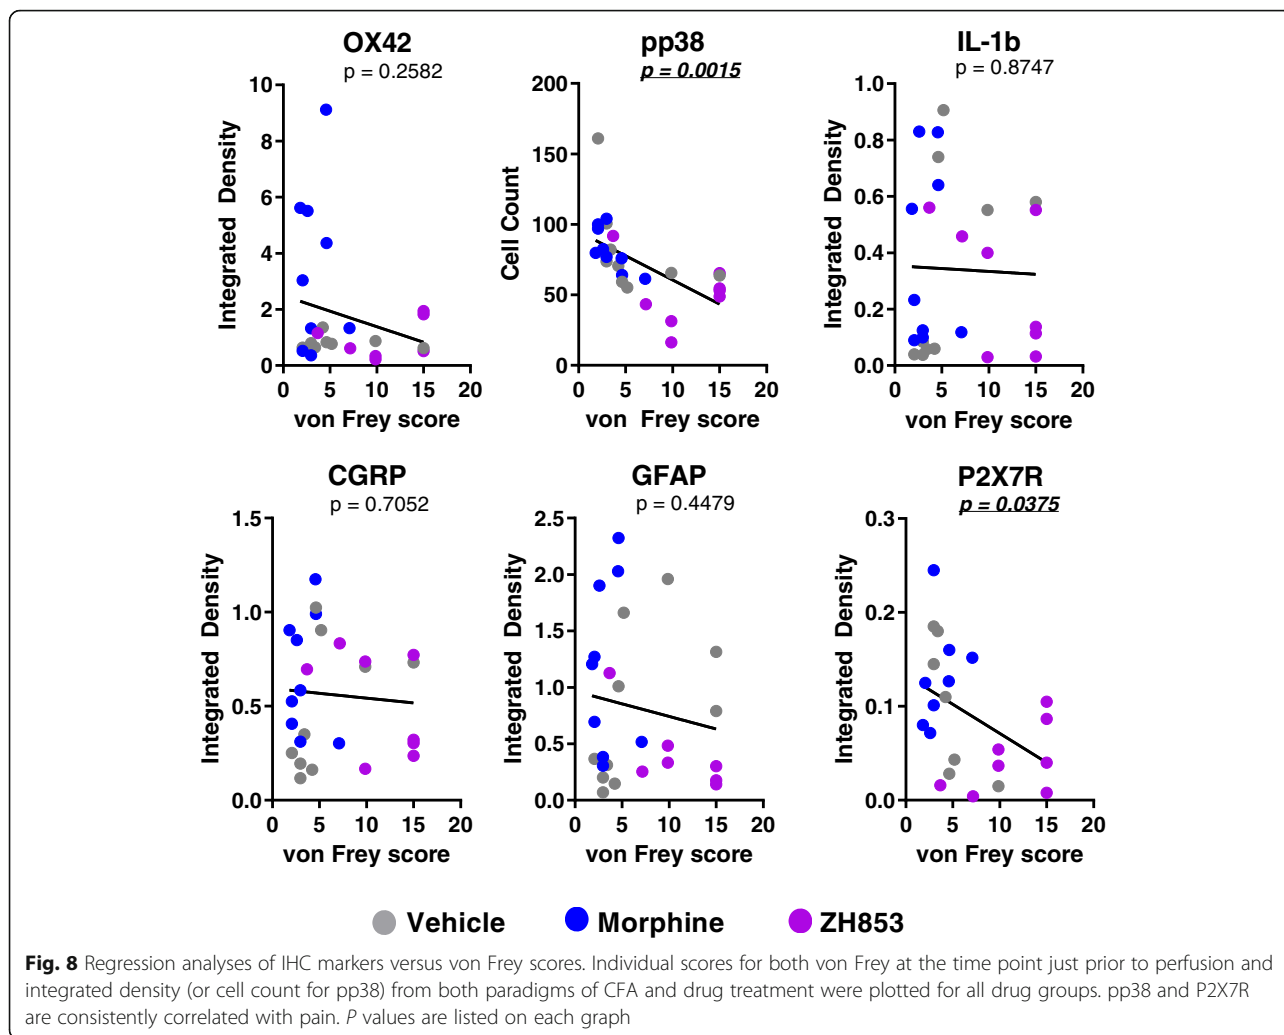 OX42
p = 0.2582
Integrated Density
10
8
6
4
2
0
0 5 10 15 20
von Frey score
pp38
p = 0.0015
Cell Count
200
150
100
50
0
0 5 10 15 20
von Frey score
IL-1b
p = 0.8747
Integrated Density
1.0
0.8
0.6
0.4
0.2
0.0
0 5 10 15 20
von Frey score
CGRP
p = 0.7052
Integrated Density
1.5
1.0
0.5
0.0
0 5 10 15 20
von Frey score
GFAP
p = 0.4479
Integrated Density
2.5
2.0
1.5
1.0
0.5
0.0
0 5 10 15 20
von Frey score
P2X7R
p = 0.0375
Integrated Density
0.3
0.2
0.1
0.0
0 5 10 15 20
von Frey score
Vehicle Morphine ZH853
Fig. 8 Regression analyses of IHC markers versus von Frey scores. Individual scores for both von Frey at the time point just prior to perfusion and
integrated density (or cell count for pp38) from both paradigms of CFA and drug treatment were plotted for all drug groups. pp38 and P2X7R
are consistently correlated with pain. P values are listed on each graph